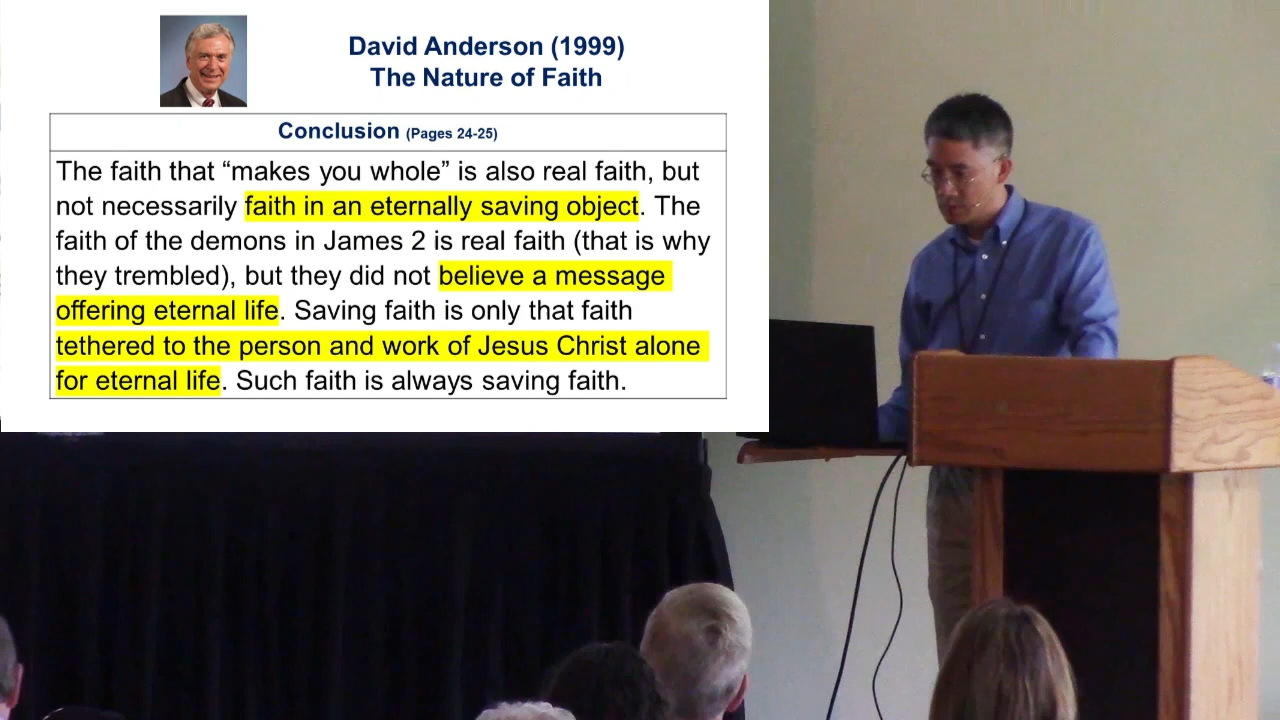 David Anderson (1999)
The Nature of Faith
Conclusion (Pages 24-25)
The faith that “makes you whole” is also real faith, but
not necessarily faith in an eternally saving object. The
faith of the demons in James 2 is real faith (that is why
they trembled), but they did not believe a message
offering eternal life. Saving faith is only that faith
tethered to the person and work of Jesus Christ alone
for eternal life. Such faith is always saving faith.